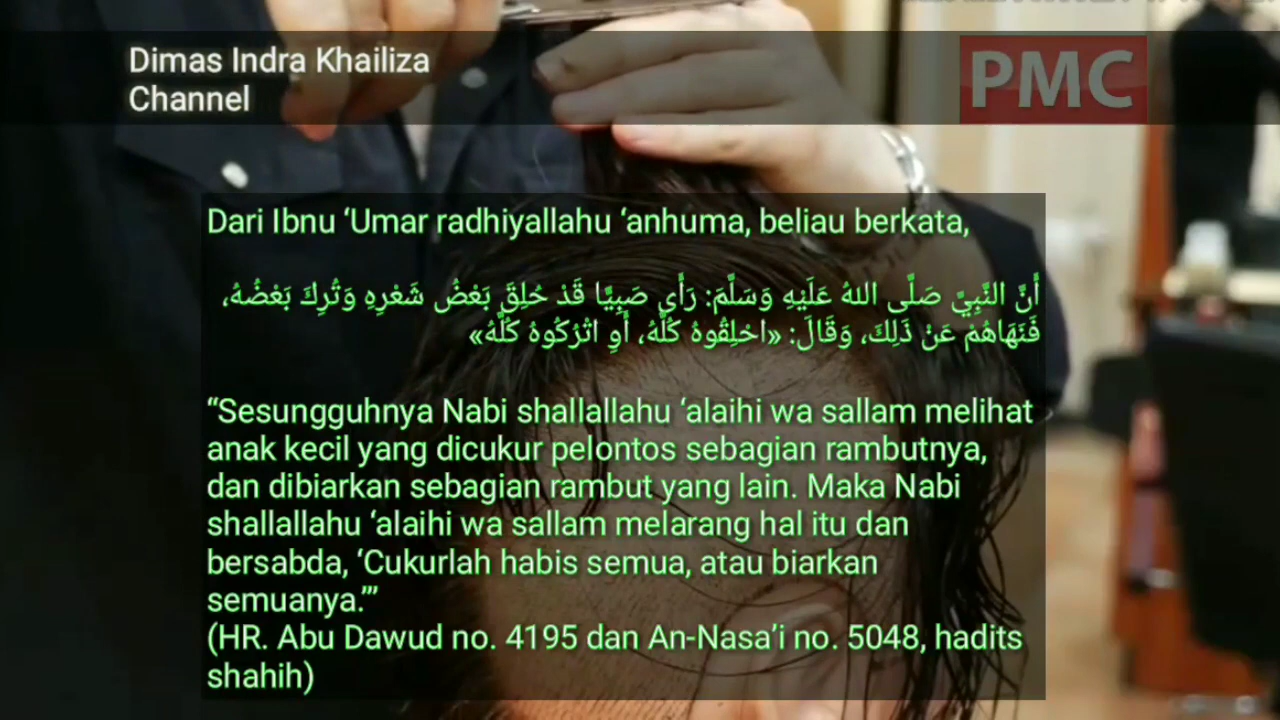 Dimas Indra Khailiza
Channel
PMC
Dari Ibnu ‘Umar radhiyallahu ‘anhuma, beliau berkata,
أَنَّ النَّبِيَّ صَلَّى اللهُ عَلَيْهِ وَسَلَّمَ: رَأَى صَبِيًّا قَدْ حُلِقَ بَعْضُ شَعْرِهِ وَتُرِكَ بَعْضُهُ،
فَنَهَاهُمْ عَنْ ذَلِكَ، وَقَالَ: «احْلِقُوهُ كُلَّهُ، أَوِ اتْرُكُوهُ كُلَّهُ»
“Sesungguhnya Nabi shallallahu ‘alaihi wa sallam melihat
anak kecil yang dicukur pelontos sebagian rambutnya,
dan dibiarkan sebagian rambut yang lain. Maka Nabi
shallallahu ‘alaihi wa sallam melarang hal itu dan
bersabda, ‘Cukurlah habis semua, atau biarkan
semuanya.’”
(HR. Abu Dawud no. 4195 dan An-Nasa’i no. 5048, hadits
shahih)